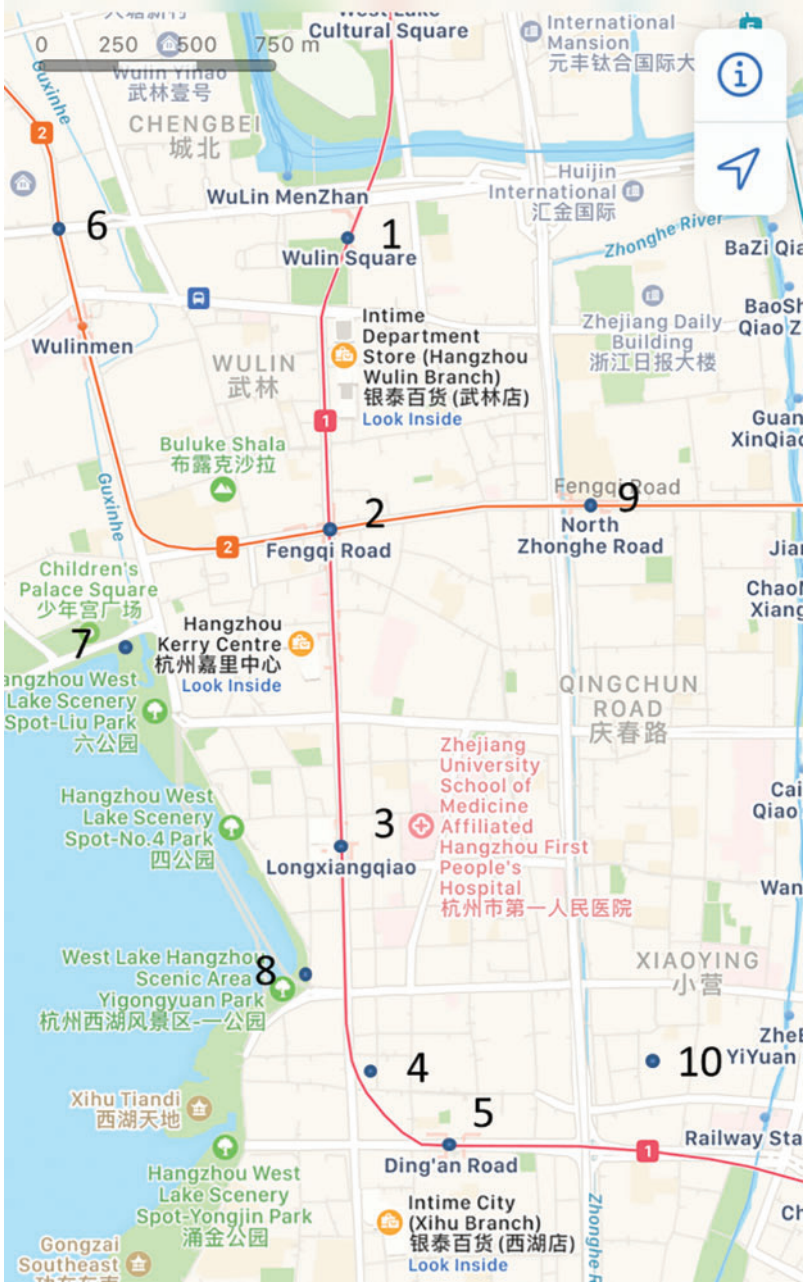 West Lake
Cultural Square
International
Mansion
元丰钛合国际大
0 250 500 750 m
Wulin Yihao
武林壹号
Guxinhe
CHENGBEI
城北
2
WuLin MenZhan
Huijin
International
汇金国际
6
1
Wulin Square
Zhonghe River
BaZi Qia
Intime
Department
Store (Hangzhou
Wulin Branch)
银泰百货 (武林店)
Look Inside
Zhejiang Daily
Building
浙江日报大楼
BaoSh
Qiao Z
Wulinmen
WULIN
武林
1
Guan
XinQiao
Buluke Shala
布露克沙拉
Guxinhe
2
Fengqi Road
9
2
Fengqi Road
North
Zhonghe Road
Jian
Children's
Palace Square
少年宫广场
ChaoM
Xiang
7
Hangzhou
Kerry Centre
杭州嘉里中心
Look Inside
angzhou West
Lake Scenery
Spot-Liu Park
六公园
QINGCHUN
ROAD
庆春路
Zhejiang
University
School of
Medicine
Affiliated
Hangzhou First
People's
Hospital
杭州市第一人民医院
Hangzhou West
Lake Scenery
Spot-No.4 Park
四公园
3
Cai
Qiao
Longxiangqiao
Wan
West Lake Hangzhou
Scenic Area
Yigongyuan Park
杭州西湖风景区-一公园
8
XIAOYING
小营
4
10
YiYuan
Xihu Tiandi
西湖天地
5
Ding'an Road
1
Railway Sta
Hangzhou West
Lake Scenery
Spot-Yongjin Park
涌金公园
Intime City
(Xihu Branch)
银泰百货 (西湖店)
Look Inside
Zhonghe R
Ch
Gongzai
Southeast